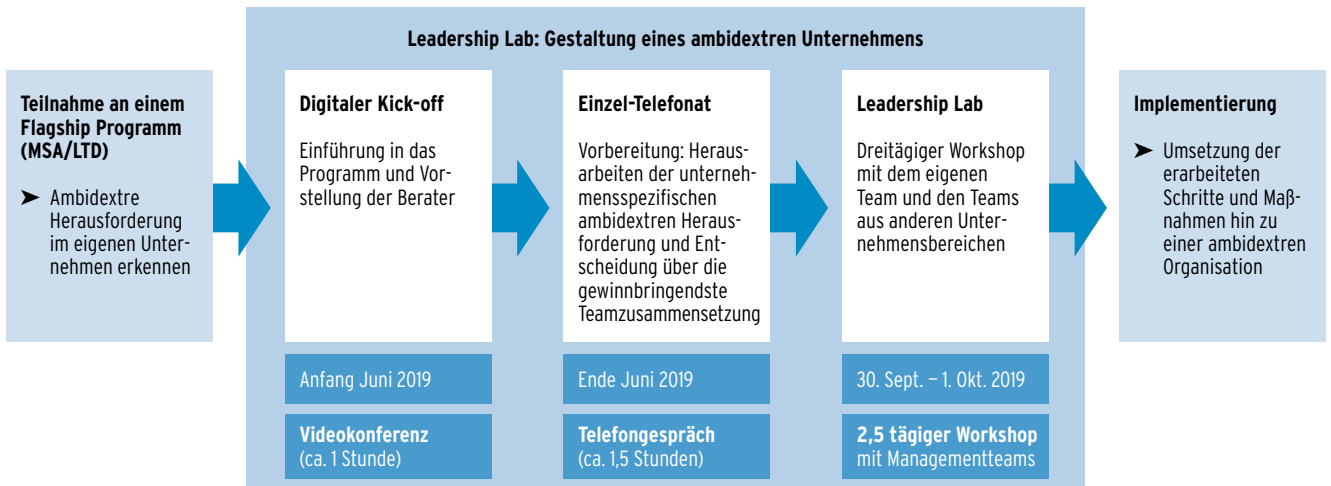 Leadership Lab: Gestaltung eines ambidextren Unternehmens
Teilnahme an einem
Flagship Programm
(MSA/LTD)
➤ Ambidextre
Herausforderung
im eigenen Unter-
nehmen erkennen
Digitaler Kick-off
Einführung in das
Programm und Vor-
stellung der Berater
Anfang Juni 2019
Videokonferenz
(ca. 1 Stunde)
Einzel-Telefonat
Vorbereitung: Heraus-
arbeiten der unterneh-
mensspezifischen
ambidextren Heraus-
forderung und Ent-
scheidung über die
gewinnbringendste
Teamzusammensetzung
Ende Juni 2019
Telefongespräch
(ca. 1,5 Stunden)
Leadership Lab
Dreitägiger Workshop
mit dem eigenen
Team und den Teams
aus anderen Unter-
nehmensbereichen
30. Sept. – 1. Okt. 2019
2,5 tägiger Workshop
mit Managementteams
Implementierung
➤ Umsetzung der
erarbeiteten
Schritte und Maß-
nahmen hin zu
einer ambidextren
Organisation